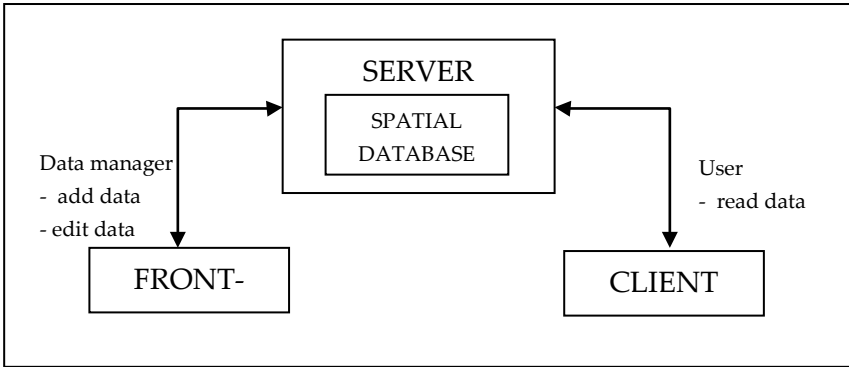 SERVER
SPATIAL
DATABASE
Data manager
- add data
- edit data
User
- read data
FRONT-
CLIENT